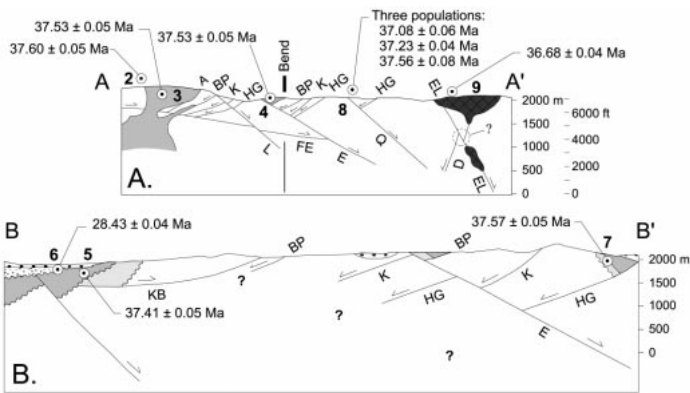 Three populations:
37.08 ± 0.06 Ma
37.23 ± 0.04 Ma
37.56 ± 0.08 Ma
37.53 ± 0.05 Ma
37.60 ± 0.05 Ma
37.53 ± 0.05 Ma
Bend
36.68 ± 0.04 Ma
A 2 3 A BP K HG 4 BP K HG 8 HG EL 9 A'
2000 m
6000 ft
1500
4000
1000
2000
500
0
0
L FE E Q D EL ?
A.
B B'
28.43 ± 0.04 Ma
37.57 ± 0.05 Ma
6 5 BP BP 7
2000 m
1500
1000
500
0
KB ? K HG K HG E
37.41 ± 0.05 Ma
? ?
B.